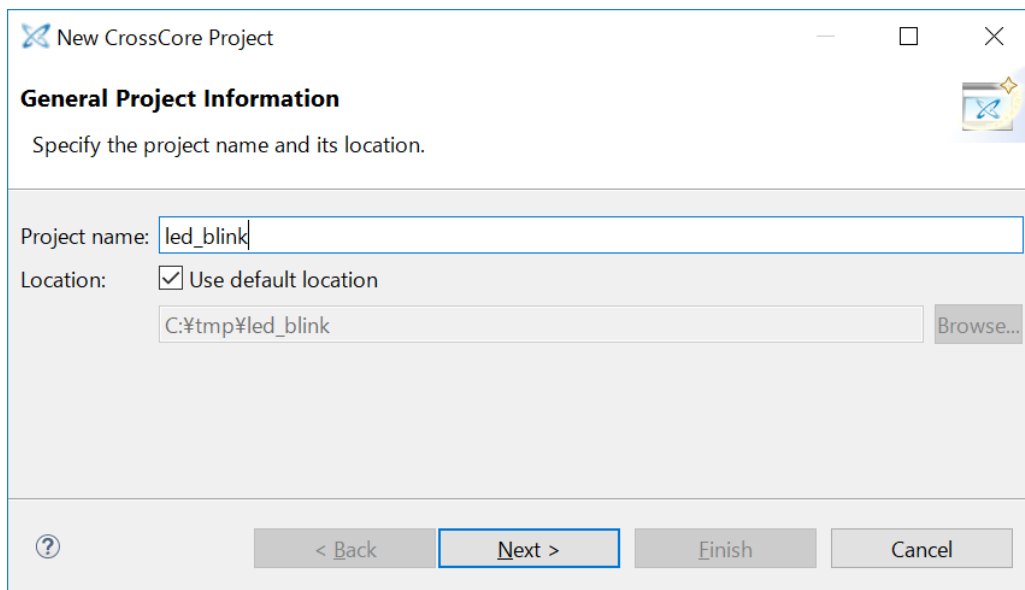 New CrossCore Project
General Project Information
Specify the project name and its location.
Project name: led_blink
Location: Use default location
C:¥tmp¥led_blink Browse...
? < Back Next > Finish Cancel